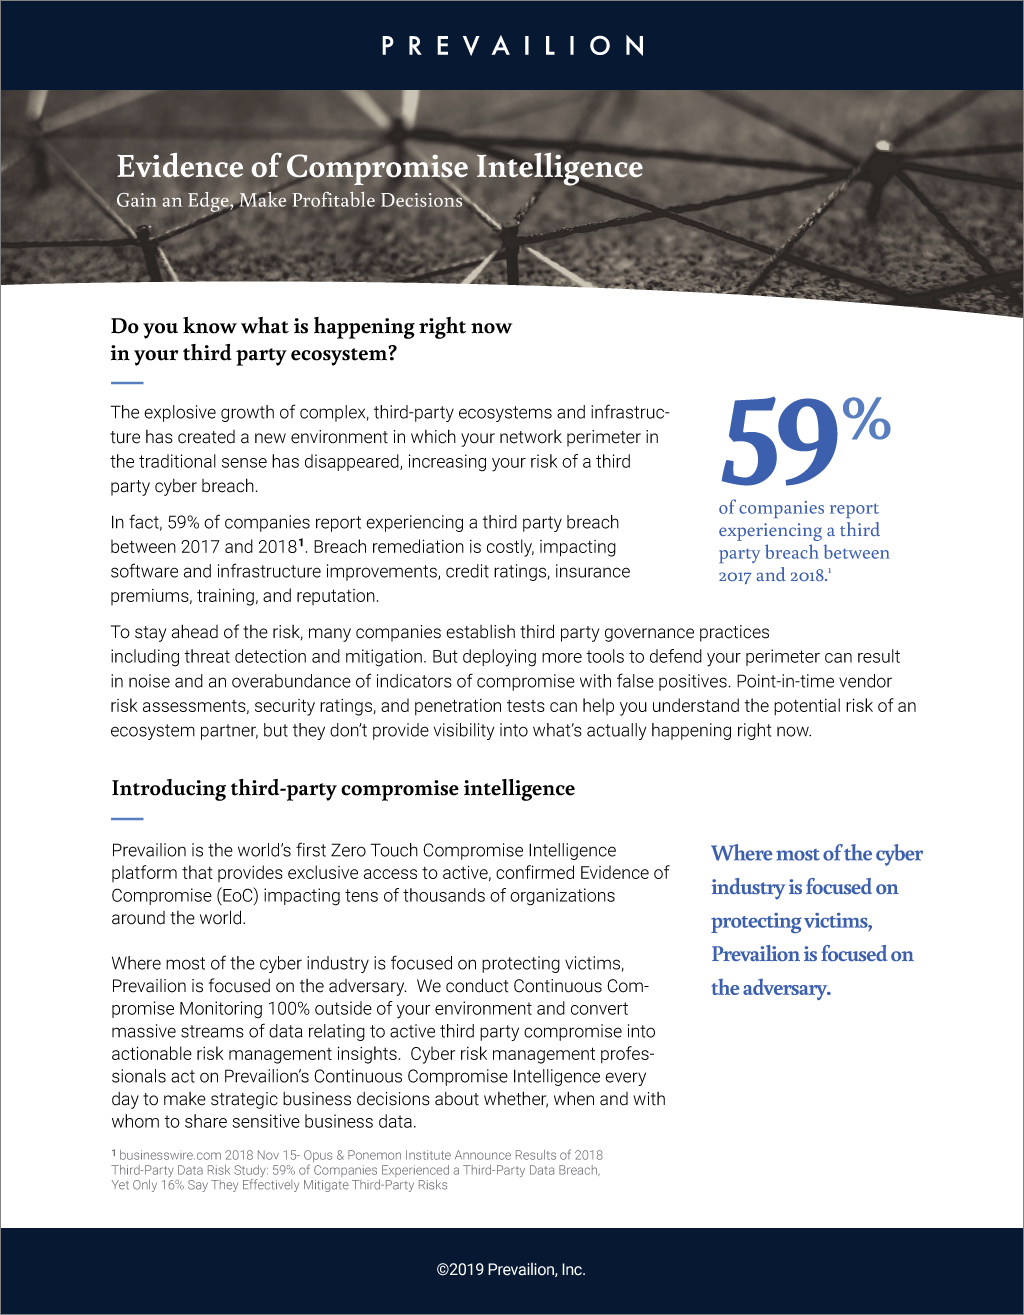 PREVAILION
Evidence of Compromise Intelligence
Gain an Edge, Make Profitable Decisions
Do you know what is happening right now
in your third party ecosystem?
The explosive growth of complex, third-party ecosystems and infrastruc-
ture has created a new environment in which your network perimeter in
the traditional sense has disappeared, increasing your risk of a third
party cyber breach.
In fact, 59% of companies report experiencing a third party breach
between 2017 and 2018¹. Breach remediation is costly, impacting
software and infrastructure improvements, credit ratings, insurance
premiums, training, and reputation.
59%
of companies report
experiencing a third
party breach between
2017 and 2018.¹
To stay ahead of the risk, many companies establish third party governance practices
including threat detection and mitigation. But deploying more tools to defend your perimeter can result
in noise and an overabundance of indicators of compromise with false positives. Point-in-time vendor
risk assessments, security ratings, and penetration tests can help you understand the potential risk of an
ecosystem partner, but they don’t provide visibility into what’s actually happening right now.
Introducing third-party compromise intelligence
Prevailion is the world’s first Zero Touch Compromise Intelligence
platform that provides exclusive access to active, confirmed Evidence of
Compromise (EoC) impacting tens of thousands of organizations
around the world.
Where most of the cyber industry is focused on protecting victims,
Prevailion is focused on the adversary.  We conduct Continuous Com-
promise Monitoring 100% outside of your environment and convert
massive streams of data relating to active third party compromise into
actionable risk management insights.  Cyber risk management profes-
sionals act on Prevailion’s Continuous Compromise Intelligence every
day to make strategic business decisions about whether, when and with
whom to share sensitive business data.
Where most of the cyber
industry is focused on
protecting victims,
Prevailion is focused on
the adversary.
¹ businesswire.com 2018 Nov 15- Opus & Ponemon Institute Announce Results of 2018
Third-Party Data Risk Study: 59% of Companies Experienced a Third-Party Data Breach,
Yet Only 16% Say They Effectively Mitigate Third-Party Risks
©2019 Prevailion, Inc.